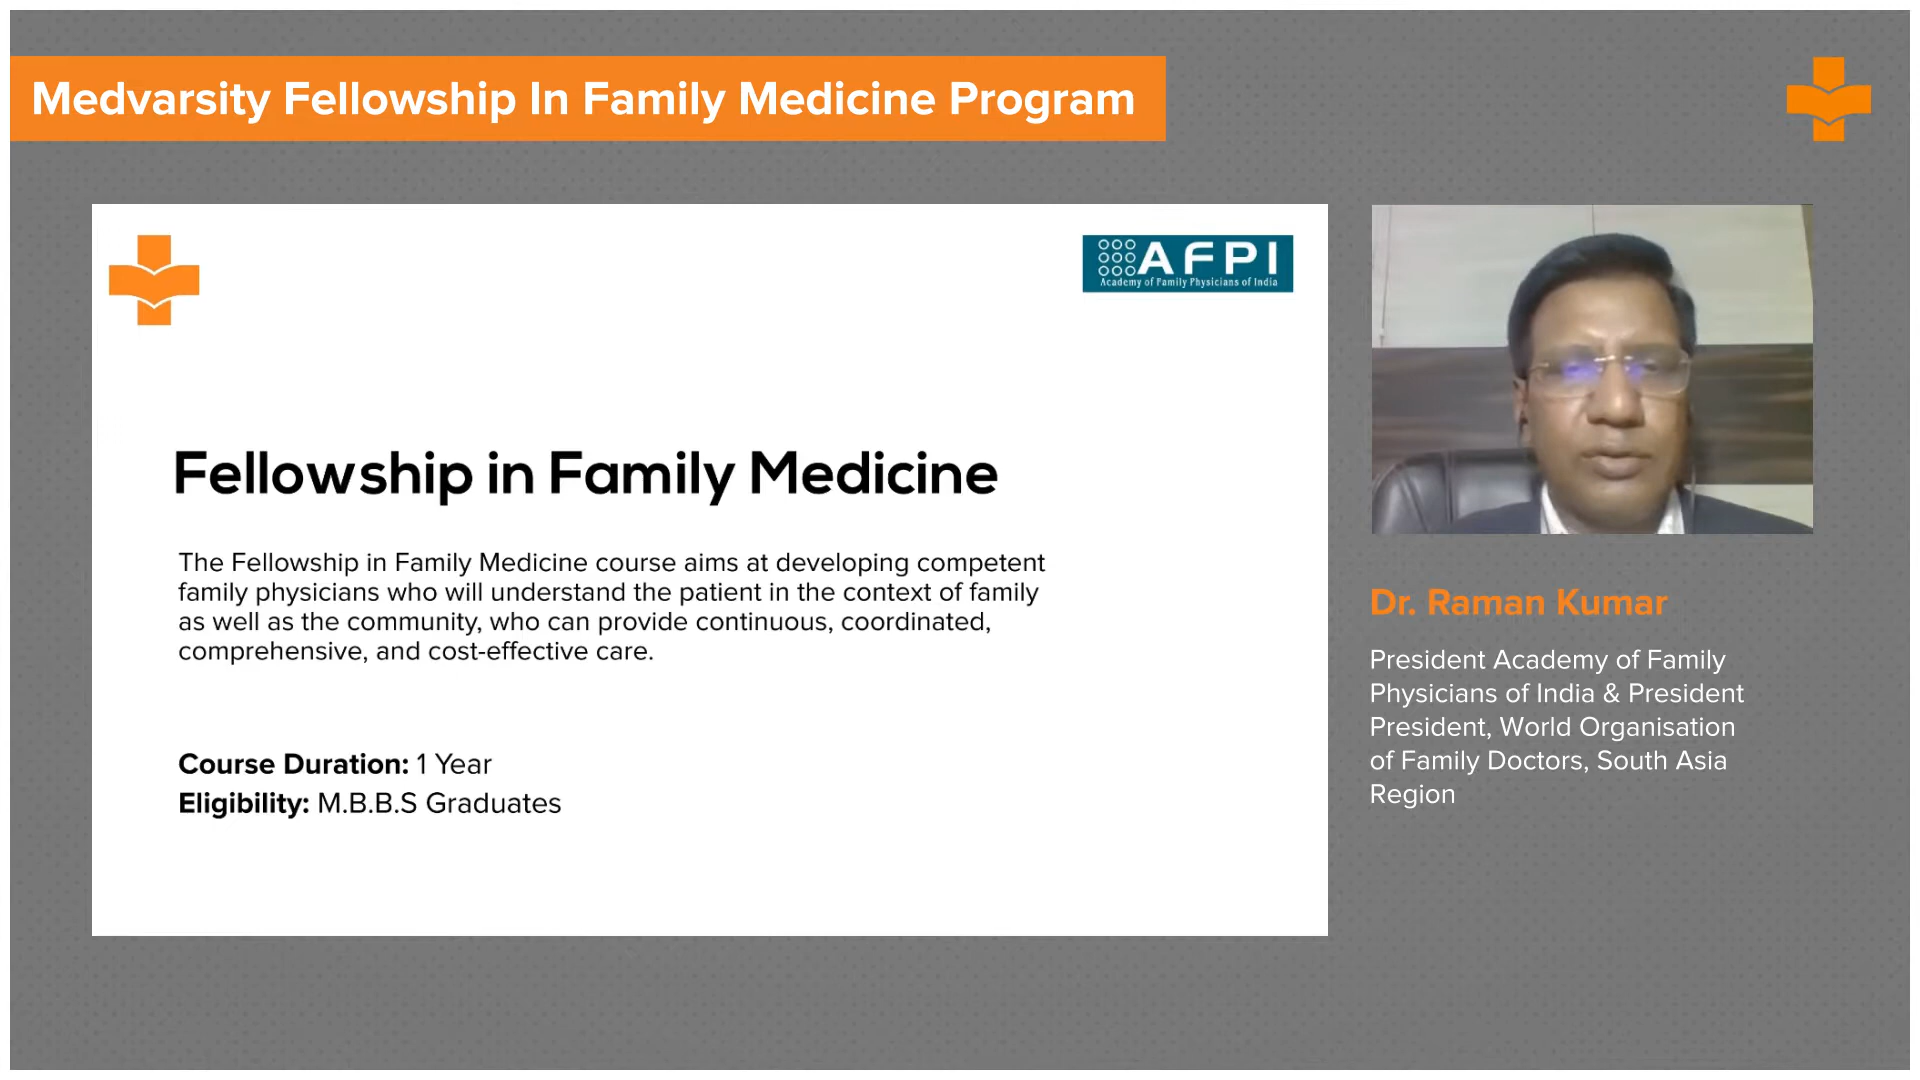 Medvarsity Fellowship In Family Medicine Program
AFPI
Academy of Family Physicians of India
Fellowship in Family Medicine
The Fellowship in Family Medicine course aims at developing competent
family physicians who will understand the patient in the context of family
as well as the community, who can provide continuous, coordinated,
comprehensive, and cost-effective care.
Course Duration: 1 Year
Eligibility: M.B.B.S Graduates
Dr. Raman Kumar
President Academy of Family
Physicians of India & President
President, World Organisation
of Family Doctors, South Asia
Region